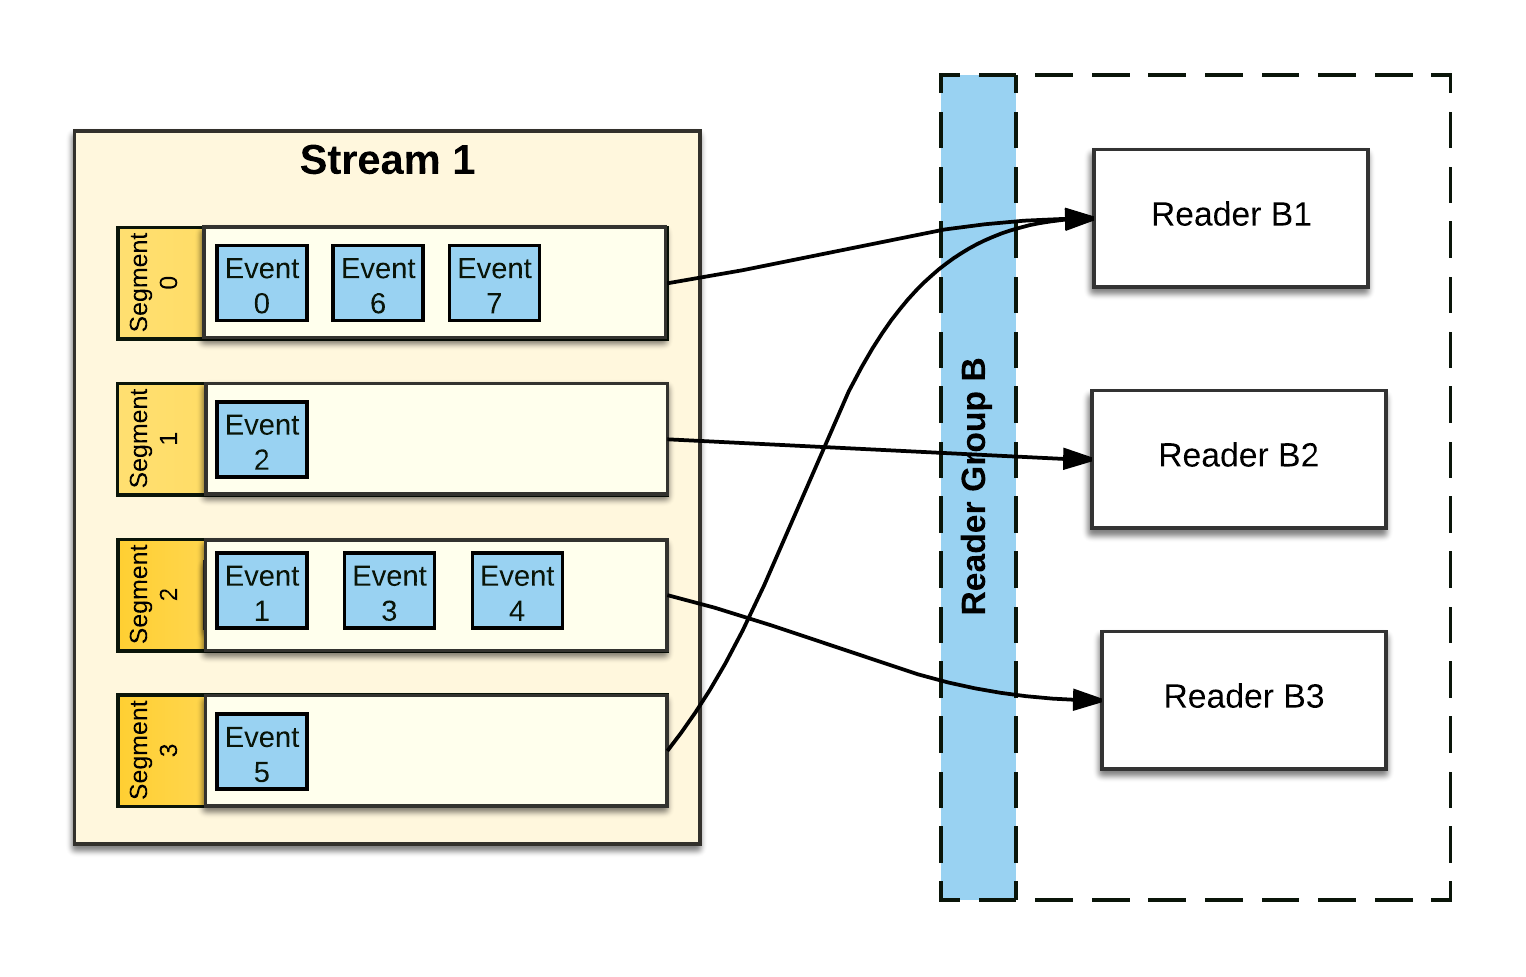 Stream 1
Segment
0
Event
0
Event
6
Event
7
Segment
1
Event
2
Segment
2
Event
1
Event
3
Event
4
Segment
3
Event
5
Reader Group B
Reader B1
Reader B2
Reader B3